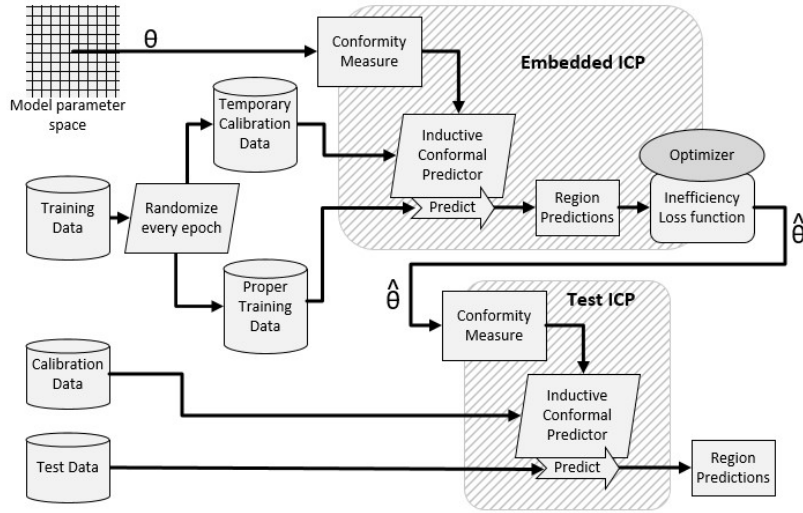 θ
Conformity
Measure
Embedded ICP
Model parameter
space
Temporary
Calibration
Data
Inductive
Conformal
Predictor
Optimizer
Training
Data
Randomize
every epoch
Predict
Region
Predictions
Inefficiency
Loss function
θ̂
Proper
Training
Data
θ̂
Test ICP
Conformity
Measure
Calibration
Data
Inductive
Conformal
Predictor
Test Data
Predict
Region
Predictions